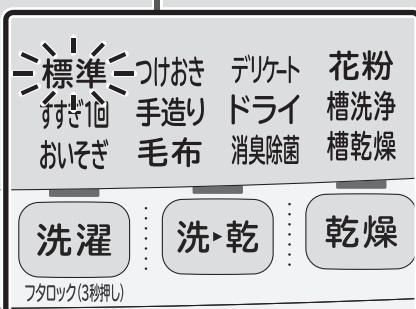 標準 つけおき デリケート 花粉
すすぎ1回 手造り ドライ 槽洗浄
おいそぎ 毛布 消臭除菌 槽乾燥
洗濯 洗▸乾 乾燥
フタロック(3秒押し)